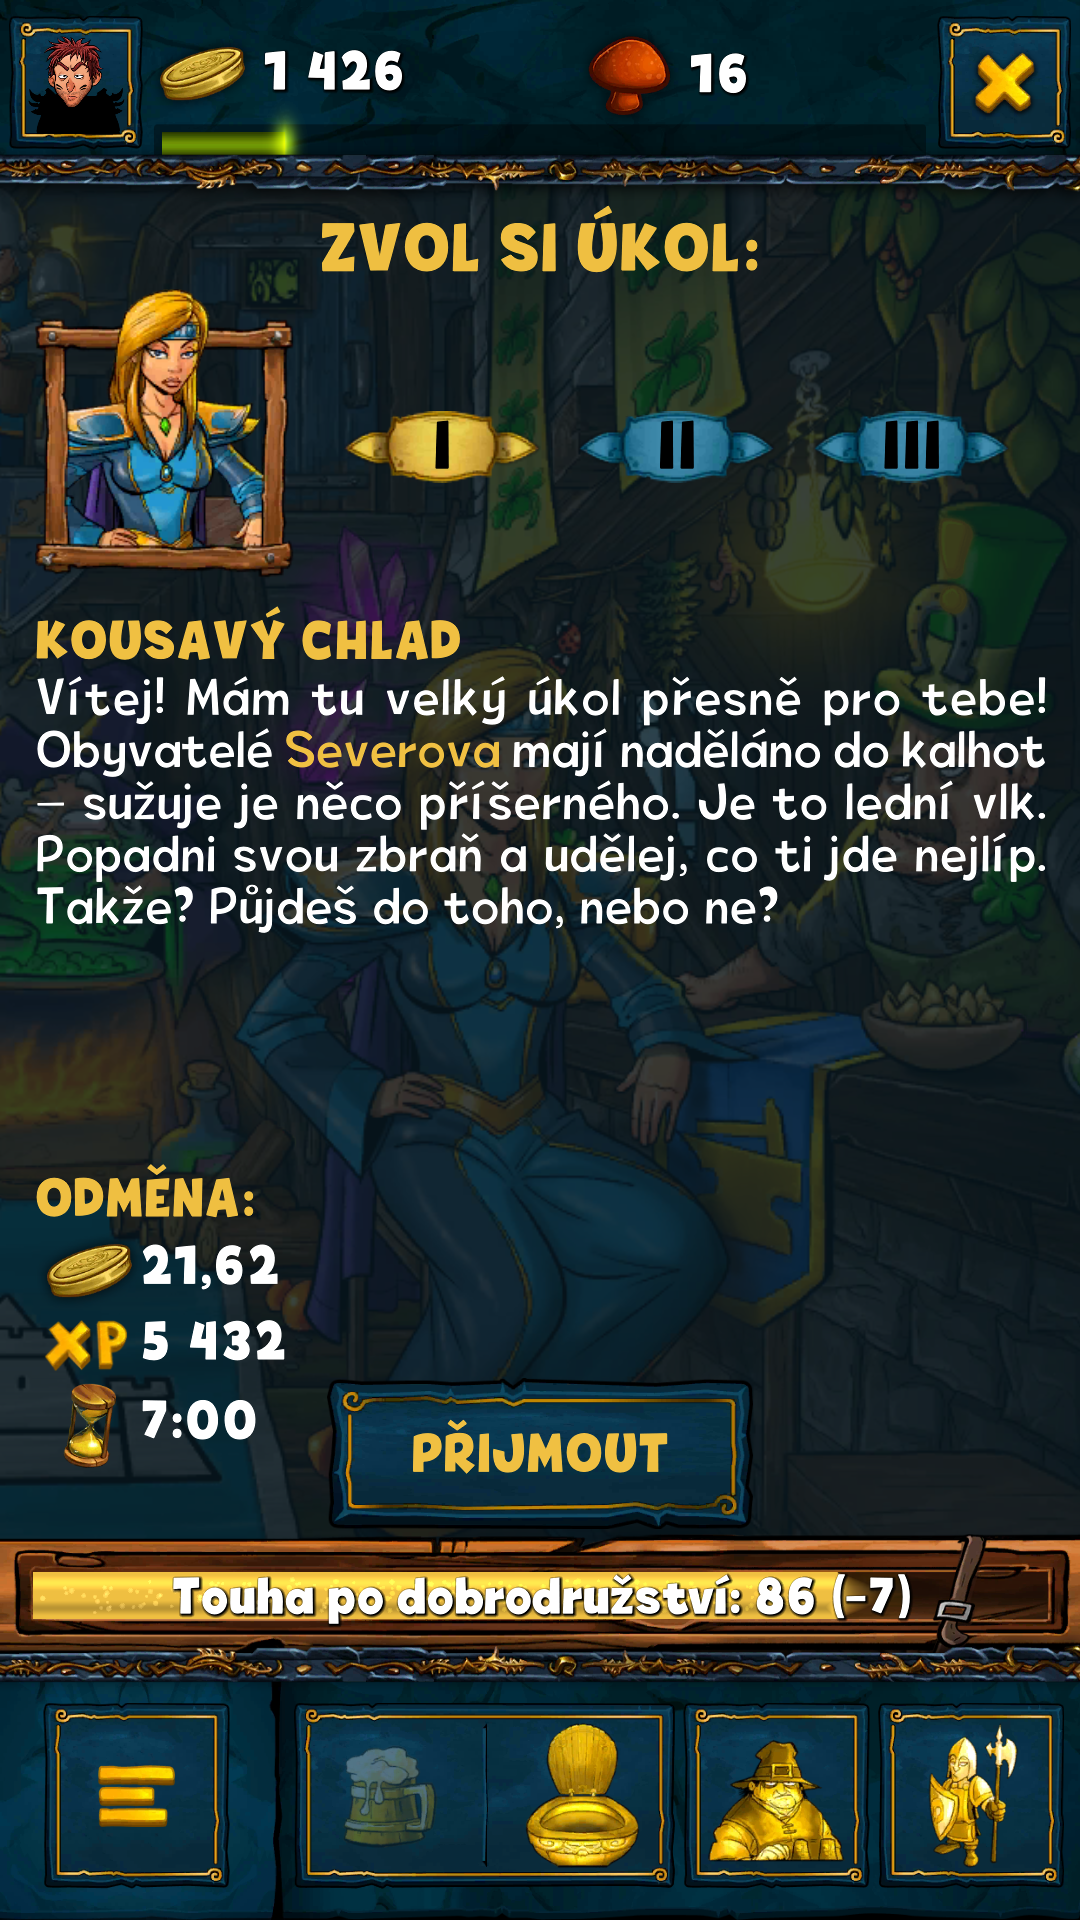 1 426
16
ZVOL SI ÚKOL:
I
II
III
KOUSAVÝ CHLAD
Vítej! Mám tu velký úkol přesně pro tebe!
Obyvatelé Severova mají naděláno do kalhot
– sužuje je něco příšerného. Je to lední vlk.
Popadni svou zbraň a udělej, co ti jde nejlíp.
Takže? Půjdeš do toho, nebo ne?
ODMĚNA:
21,62
XP 5 432
7:00
PŘIJMOUT
Touha po dobrodružství: 86 (-7)